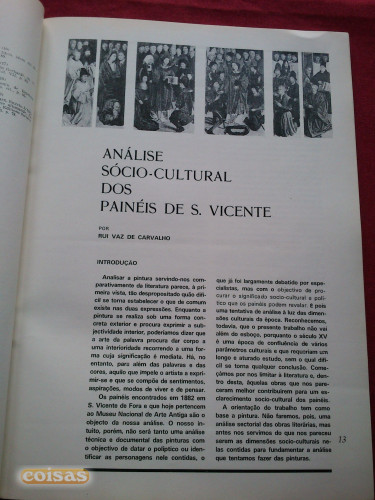 ANÁLISE
SÓCIO-CULTURAL
DOS
PAINÉIS DE S. VICENTE
POR
RUI VAZ DE CARVALHO
INTRODUÇÃO
Analisar a pintura servindo-nos com-
parativamente da literatura parece, à pri-
meira vista, tão despropositado quão difí-
cil se torna estabelecer o que de comum
existe nas duas expressões. Enquanto a
pintura se realiza sob uma forma con-
creta exterior e procura exprimir a sub-
jectividade interior, poderíamos dizer que
a arte da palavra procura dar corpo a
uma interioridade recorrendo a uma for-
ma cuja significação é mediata. Há, no
entanto, para além das palavras e das
cores, aquilo que impele o artista a expri-
mir-se e que se compõe de sentimentos,
aspirações, modos de viver e de pensar.
Os painéis encontrados em 1882 em
S. Vicente de Fora e que hoje pertencem
ao Museu Nacional de Arte Antiga são o
objecto da nossa análise. O nosso in-
tuito, porém, não será tanto uma análise
técnica e documental das pinturas com
o objectivo de datar o políptico ou iden-
tificar as personagens nele contidas, o
que já foi largamente debatido por espe-
cialistas, mas com o objectivo de pro-
curar o significado socio-cultural e polí-
tico que os painéis podem revelar. É pois
uma tentativa de análise à luz das dimen-
sões culturais da época. Reconhecemos,
todavia, que o presente trabalho não vai
além do esboço, porquanto o século XV
é uma época de confluência de vários
parâmetros culturais e que requeriam um
longo e aturado estudo, sem o qual difí-
cil se torna qualquer conclusão. Come-
çámos por nos limitar à literatura e, den-
tro desta, àquelas obras que nos pare-
ceram melhor contribuírem para um es-
clarecimento socio-cultural dos painéis.
A orientação do trabalho tem como
base a pintura. Não faremos, pois, uma
análise sectorial das obras literárias, mas
antes nos servimos do que nos pareceu
serem as dimensões socio-culturais ne-
las contidas para fundamentar a análise
que tentamos fazer das pinturas.
13
coisas